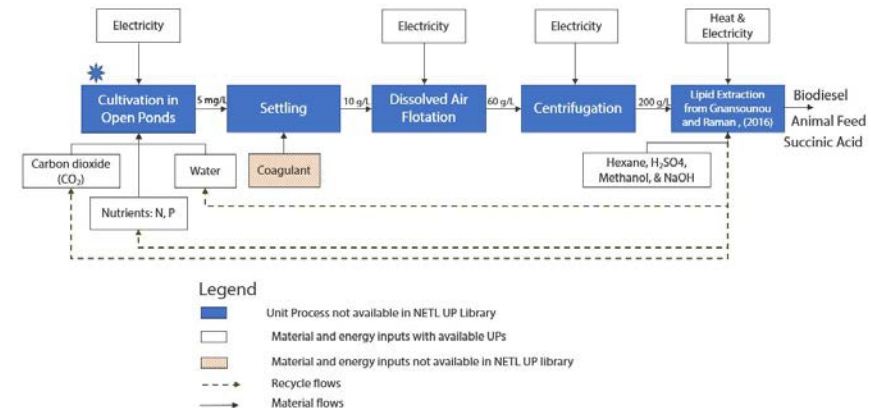 Electricity
Electricity
Electricity
Heat &
Electricity
Cultivation in
Open Ponds
5 mg/L
Settling
10 g/L
Dissolved Air
Flotation
60 g/L
Centrifugation
200 g/L
Lipid Extraction
from Gnansounou
and Raman , (2016)
Biodiesel
Animal Feed
Succinic Acid
Carbon dioxide
(CO₂)
Water
Coagulant
Hexane, H₂SO4,
Methanol, & NaOH
Nutrients: N, P
Legend
Unit Process not available in NETL UP Library
Material and energy inputs with available UPs
Material and energy inputs not available in NETL UP library
Recycle flows
Material flows